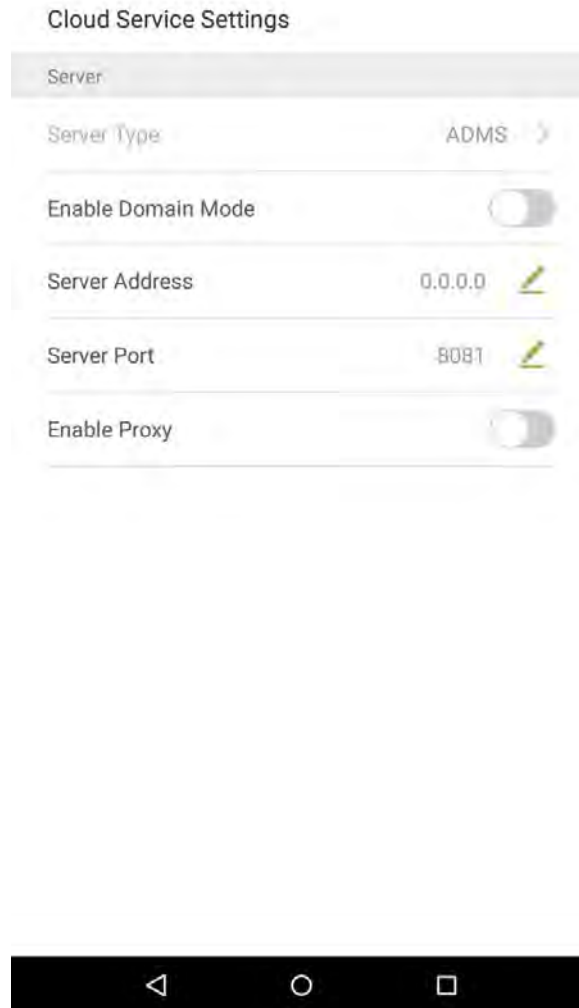 Cloud Service Settings
Server
Server Type ADMS
Enable Domain Mode
Server Address 0.0.0.0
Server Port 8081
Enable Proxy